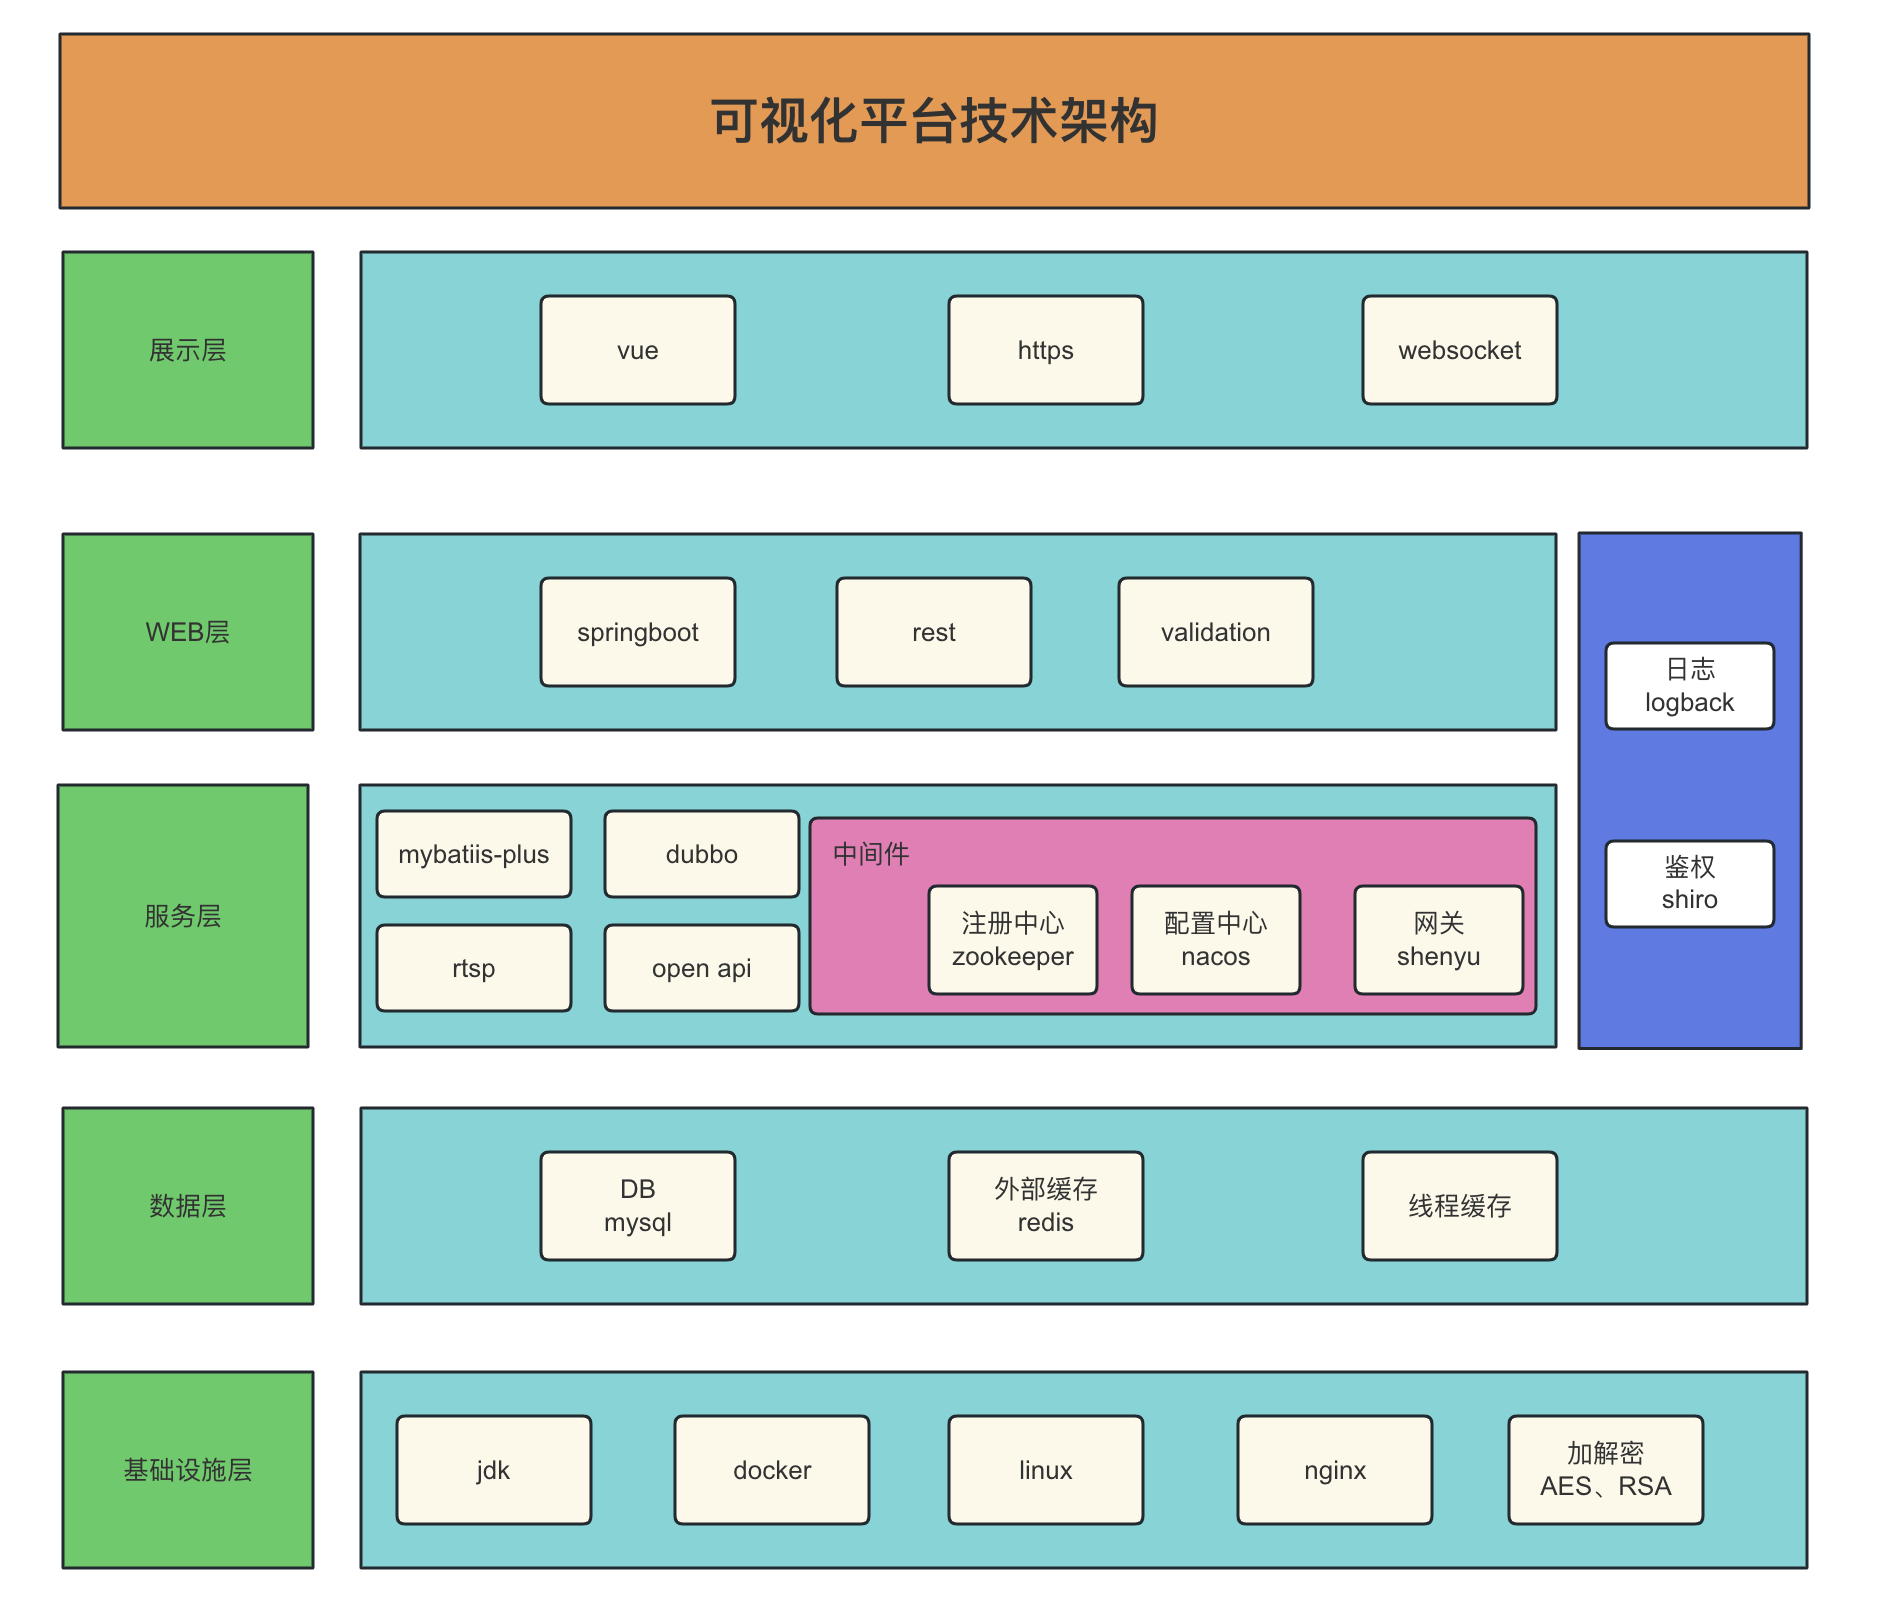 可视化平台技术架构
展示层
vue
https
websocket
WEB层
springboot
rest
validation
日志
logback
鉴权
shiro
服务层
mybatiis-plus
dubbo
rtsp
open api
中间件
注册中心
zookeeper
配置中心
nacos
网关
shenyu
数据层
DB
mysql
外部缓存
redis
线程缓存
基础设施层
jdk
docker
linux
nginx
加解密
AES、RSA